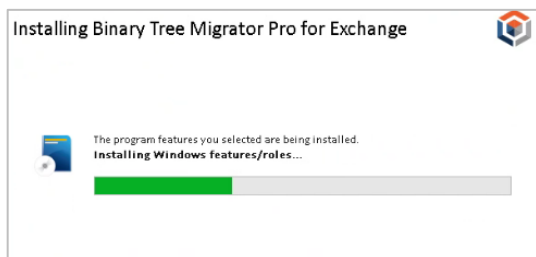 Installing Binary Tree Migrator Pro for Exchange
The program features you selected are being installed.
Installing Windows features/roles...